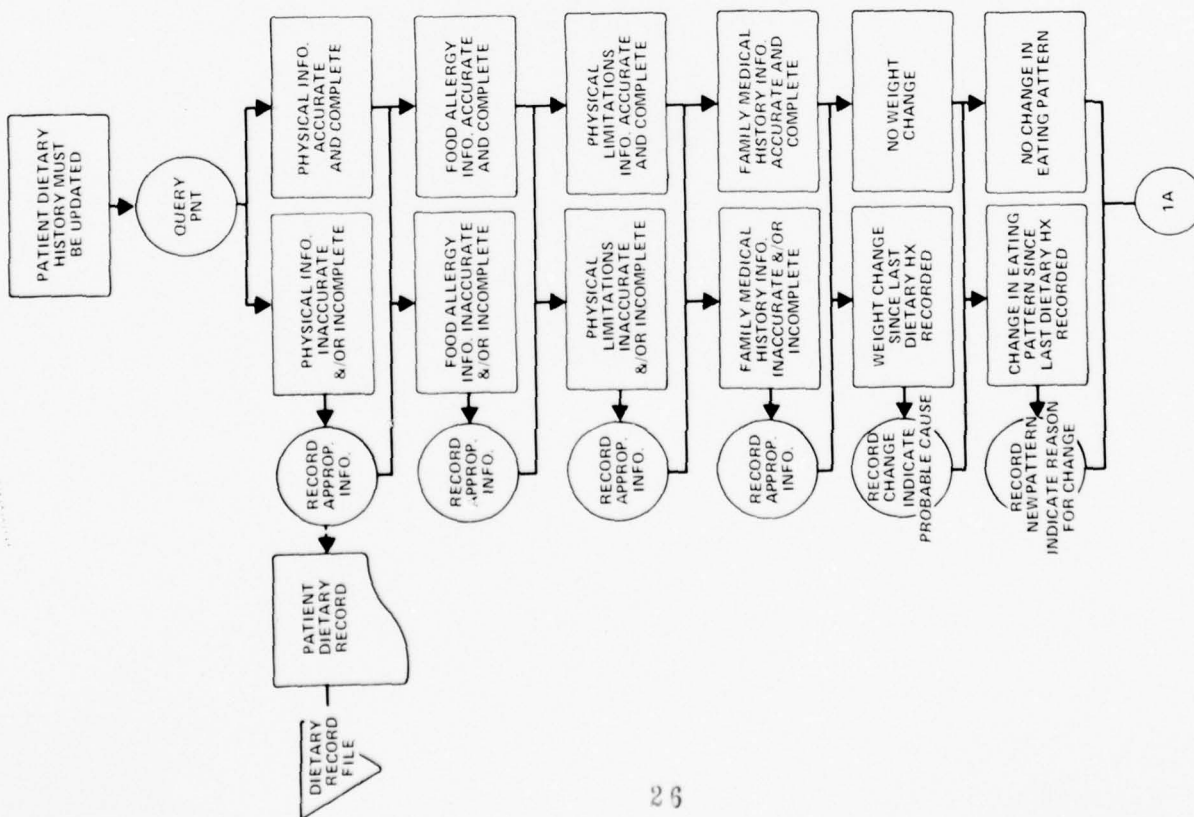 PATIENT DIETARY
HISTORY MUST
BE UPDATED
QUERY
PNT
PHYSICAL INFO.
INACCURATE
&/OR INCOMPLETE
PHYSICAL INFO.
ACCURATE
AND COMPLETE
RECORD
APPROP.
INFO.
PATIENT
DIETARY
RECORD
DIETARY
RECORD
FILE
FOOD ALLERGY
INFO. INACCURATE
&/OR INCOMPLETE
FOOD ALLERGY
INFO. ACCURATE
AND COMPLETE
RECORD
APPROP.
INFO.
PHYSICAL
LIMITATIONS
INACCURATE
&/OR INCOMPLETE
PHYSICAL
LIMITATIONS
INFO. ACCURATE
AND COMPLETE
RECORD
APPROP.
INFO.
FAMILY MEDICAL
HISTORY INFO.
INACCURATE &/OR
INCOMPLETE
FAMILY MEDICAL
HISTORY INFO.
ACCURATE AND
COMPLETE
RECORD
APPROP.
INFO.
WEIGHT CHANGE
SINCE LAST
DIETARY HX
RECORDED
NO WEIGHT
CHANGE
RECORD
CHANGE
INDICATE
PROBABLE CAUSE
CHANGE IN EATING
PATTERN SINCE
LAST DIETARY HX
RECORDED
NO CHANGE IN
EATING PATTERN
RECORD
NEW PATTERN
INDICATE REASON
FOR CHANGE
1A
26